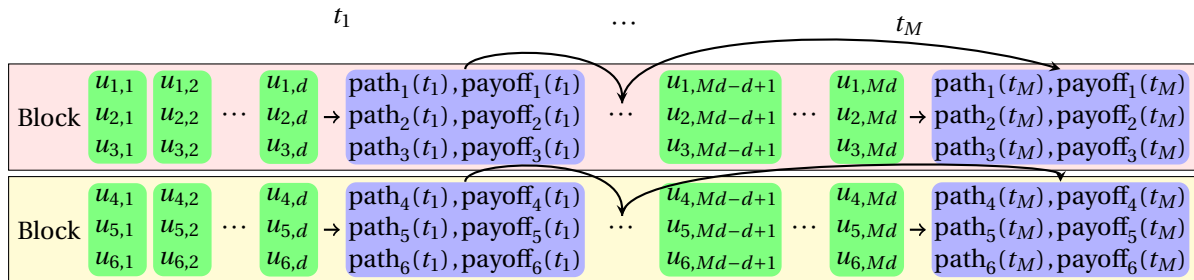 t_1 ... t_M
u_{1,1} u_{1,2} u_{1,d} path_1(t_1), payoff_1(t_1) u_{1,Md−d+1} u_{1,Md} path_1(t_M), payoff_1(t_M)
Block u_{2,1} u_{2,2} ... u_{2,d} → path_2(t_1), payoff_2(t_1) ... u_{2,Md−d+1} ... u_{2,Md} → path_2(t_M), payoff_2(t_M)
u_{3,1} u_{3,2} u_{3,d} path_3(t_1), payoff_3(t_1) u_{3,Md−d+1} u_{3,Md} path_3(t_M), payoff_3(t_M)
u_{4,1} u_{4,2} u_{4,d} path_4(t_1), payoff_4(t_1) u_{4,Md−d+1} u_{4,Md} path_4(t_M), payoff_4(t_M)
Block u_{5,1} u_{5,2} ... u_{5,d} → path_5(t_1), payoff_5(t_1) ... u_{5,Md−d+1} ... u_{5,Md} → path_5(t_M), payoff_5(t_M)
u_{6,1} u_{6,2} u_{6,d} path_6(t_1), payoff_6(t_1) u_{6,Md−d+1} u_{6,Md} path_6(t_M), payoff_6(t_M)